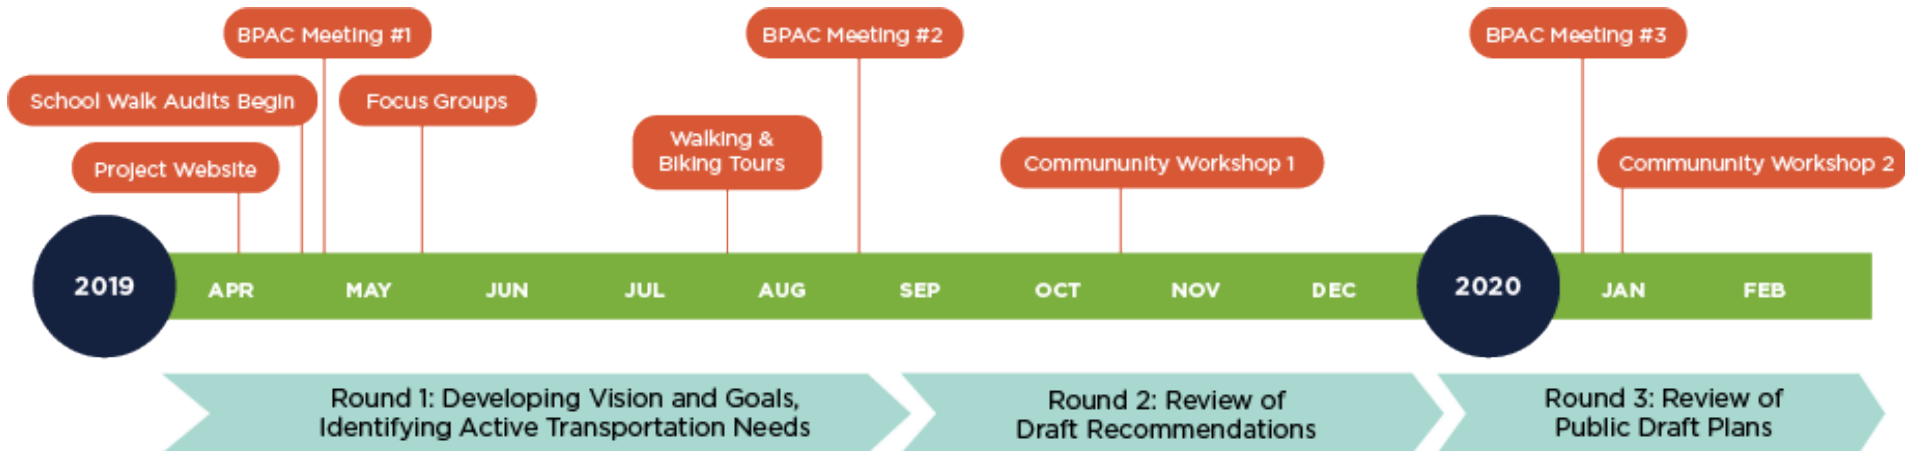 BPAC Meeting #1
BPAC Meeting #2
BPAC Meeting #3
School Walk Audits Begin
Focus Groups
Walking &
Biking Tours
Project Website
Commununity Workshop 1
Commununity Workshop 2
2019
APR
MAY
JUN
JUL
AUG
SEP
OCT
NOV
DEC
2020
JAN
FEB
Round 1: Developing Vision and Goals,
Identifying Active Transportation Needs
Round 2: Review of
Draft Recommendations
Round 3: Review of
Public Draft Plans